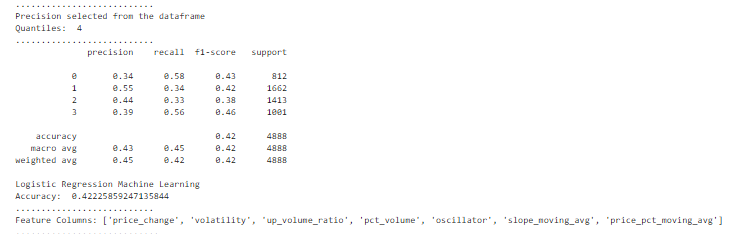 ...........................
Precision selected from the dataframe
Quantiles:  4
...........................
precision    recall  f1-score   support
0       0.34      0.58      0.43       812
1       0.55      0.34      0.42      1662
2       0.44      0.33      0.38      1413
3       0.39      0.56      0.46      1001
accuracy                           0.42      4888
macro avg       0.43      0.45      0.42      4888
weighted avg       0.45      0.42      0.42      4888
Logistic Regression Machine Learning
Accuracy:  0.42225859247135844
...........................
Feature Columns: ['price_change', 'volatility', 'up_volume_ratio', 'pct_volume', 'oscillator', 'slope_moving_avg', 'price_pct_moving_avg']
...........................